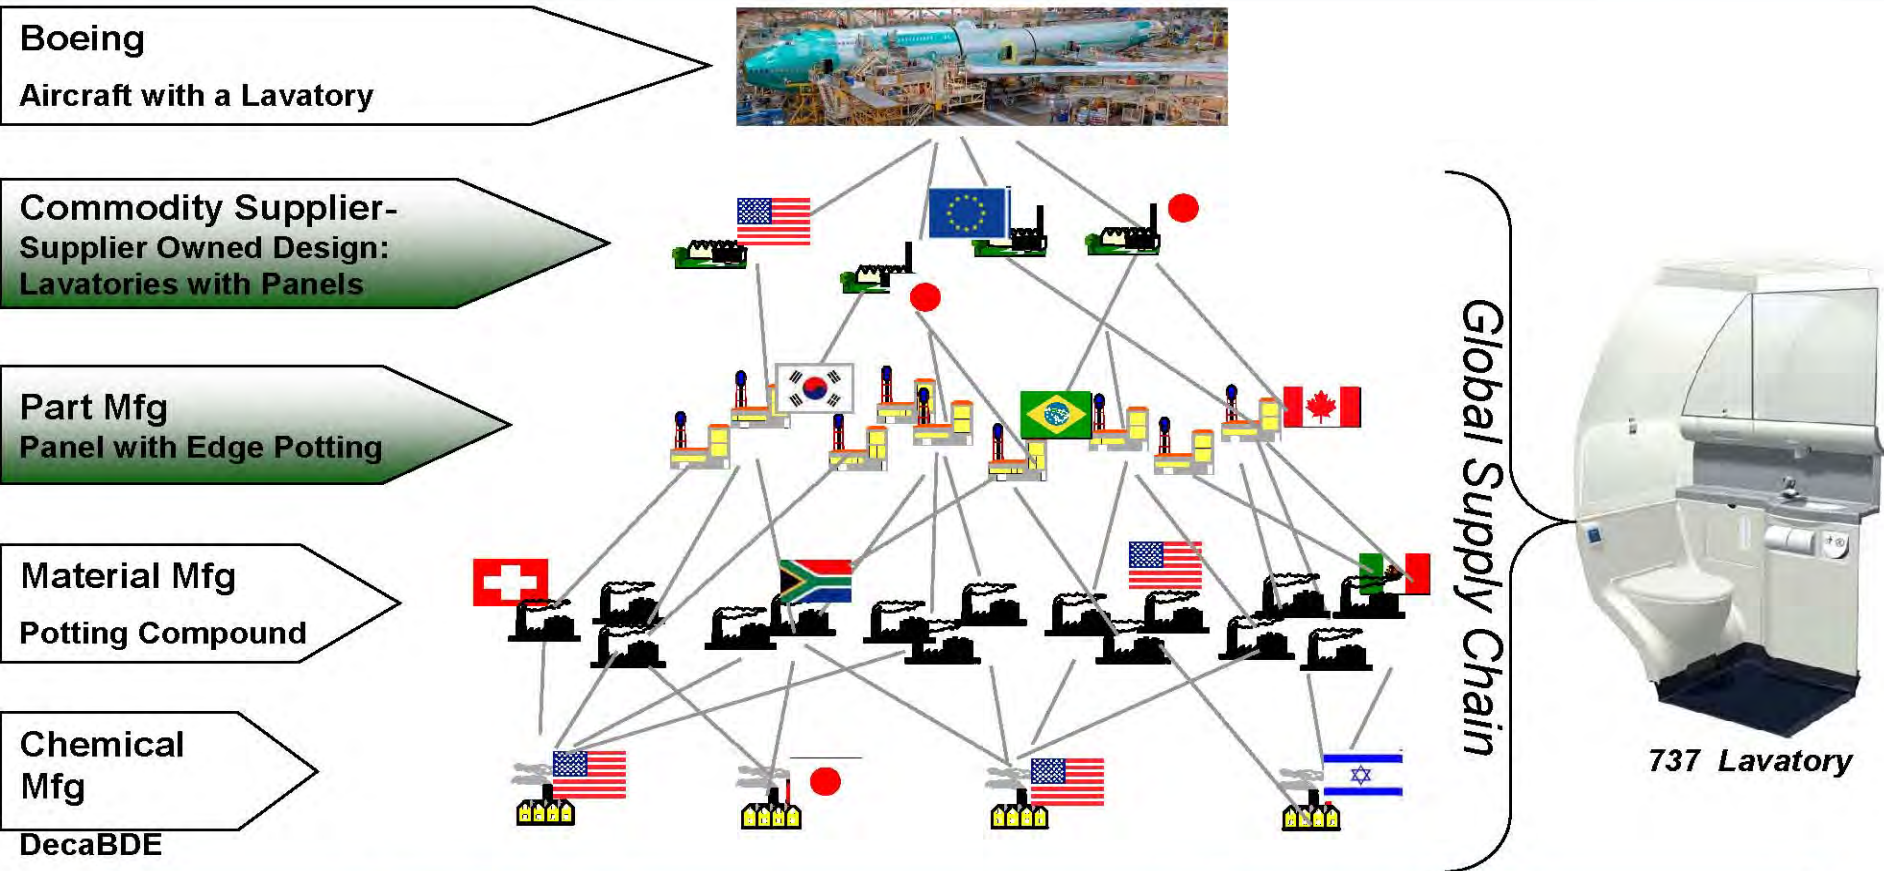 Boeing
Aircraft with a Lavatory
Commodity Supplier-
Supplier Owned Design:
Lavatories with Panels
Part Mfg
Panel with Edge Potting
Material Mfg
Potting Compound
Chemical
Mfg
DecaBDE
Global Supply Chain
737 Lavatory